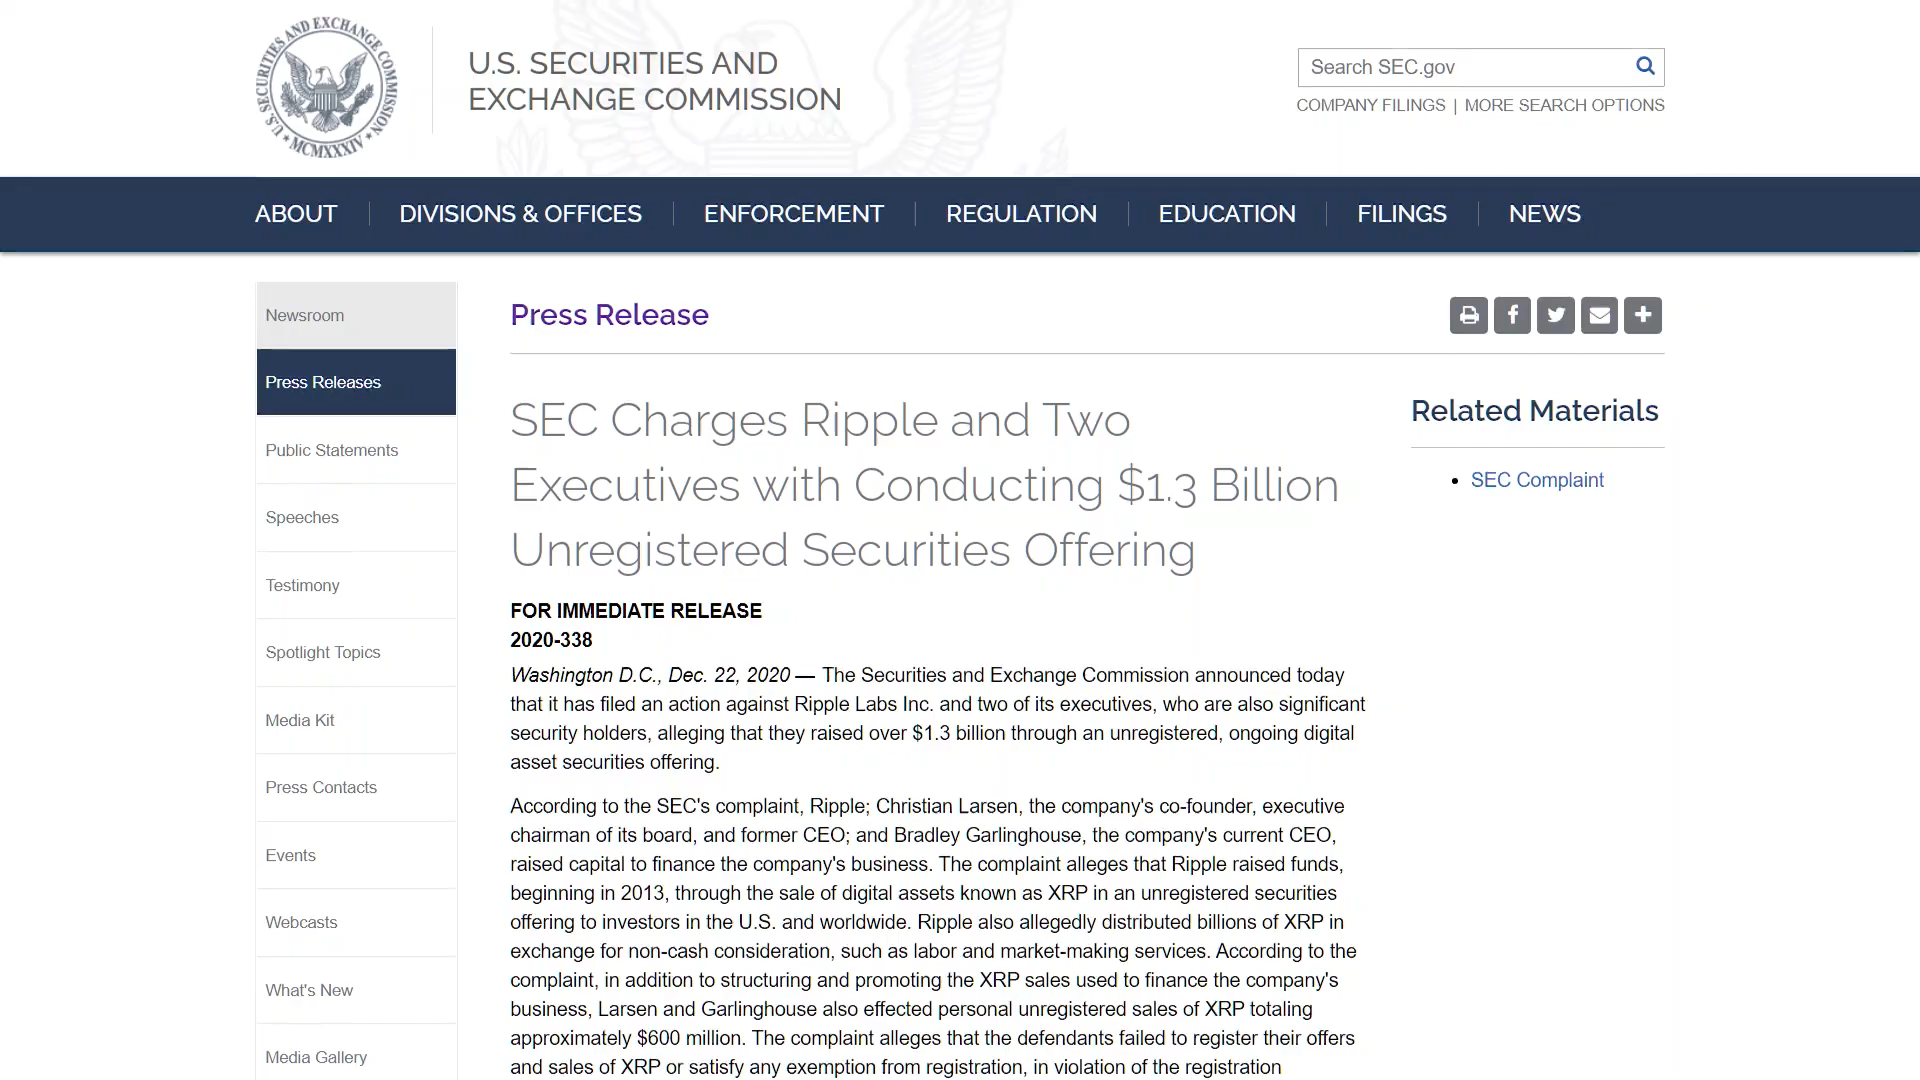 U.S. SECURITIES AND EXCHANGE COMMISSION
MCMXXXIV
U.S. SECURITIES AND
EXCHANGE COMMISSION
Search SEC.gov
COMPANY FILINGS | MORE SEARCH OPTIONS
ABOUT
DIVISIONS & OFFICES
ENFORCEMENT
REGULATION
EDUCATION
FILINGS
NEWS
Newsroom
Press Releases
Public Statements
Speeches
Testimony
Spotlight Topics
Media Kit
Press Contacts
Events
Webcasts
What's New
Media Gallery
Press Release
SEC Charges Ripple and Two
Executives with Conducting $1.3 Billion
Unregistered Securities Offering
FOR IMMEDIATE RELEASE
2020-338
Washington D.C., Dec. 22, 2020 — The Securities and Exchange Commission announced today
that it has filed an action against Ripple Labs Inc. and two of its executives, who are also significant
security holders, alleging that they raised over $1.3 billion through an unregistered, ongoing digital
asset securities offering.
According to the SEC's complaint, Ripple; Christian Larsen, the company's co-founder, executive
chairman of its board, and former CEO; and Bradley Garlinghouse, the company's current CEO,
raised capital to finance the company's business. The complaint alleges that Ripple raised funds,
beginning in 2013, through the sale of digital assets known as XRP in an unregistered securities
offering to investors in the U.S. and worldwide. Ripple also allegedly distributed billions of XRP in
exchange for non-cash consideration, such as labor and market-making services. According to the
complaint, in addition to structuring and promoting the XRP sales used to finance the company's
business, Larsen and Garlinghouse also effected personal unregistered sales of XRP totaling
approximately $600 million. The complaint alleges that the defendants failed to register their offers
and sales of XRP or satisfy any exemption from registration, in violation of the registration
Related Materials
SEC Complaint